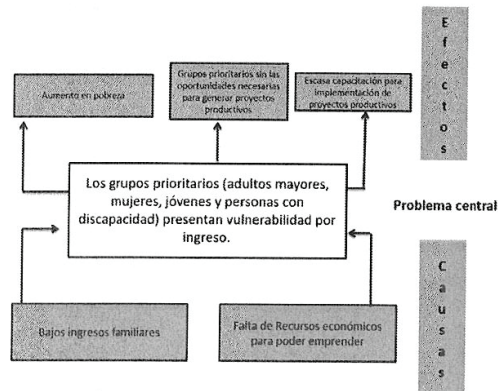 E
f
e
c
t
o
s
Aumento en pobreza
Grupos prioritarios sin las
oportunidades necesarias
para generar proyectos
productivos
Escasa capacitación para
implementación de
proyectos productivos
Los grupos prioritarios (adultos mayores,
mujeres, jóvenes y personas con
discapacidad) presentan vulnerabilidad por
ingreso.
Problema central
Bajos ingresos familiares
Falta de Recursos económicos
para poder emprender
C
a
u
s
a
s